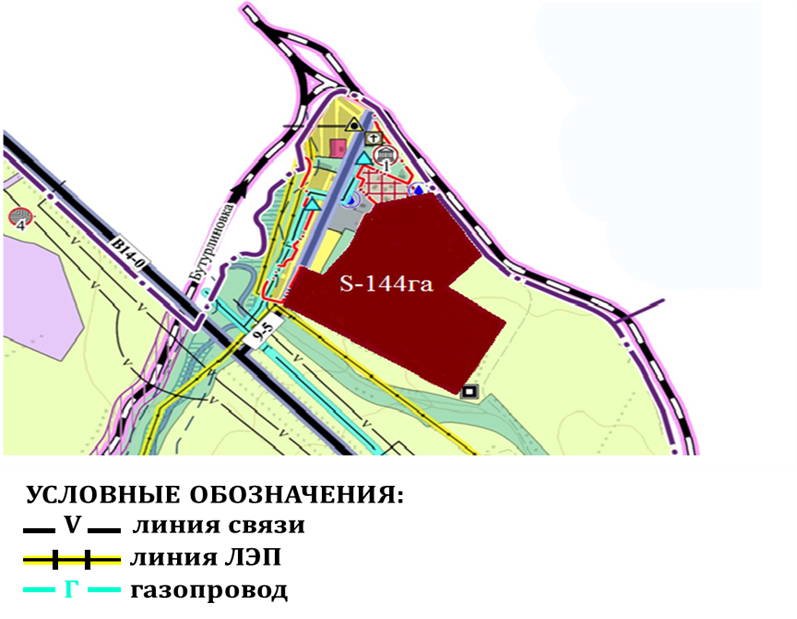 1
4
Бутурлиновка
В14-0
S-144га
9-5
V
V
V
V
V
V
V
УСЛОВНЫЕ ОБОЗНАЧЕНИЯ:
V линия связи
линия ЛЭП
Г газопровод